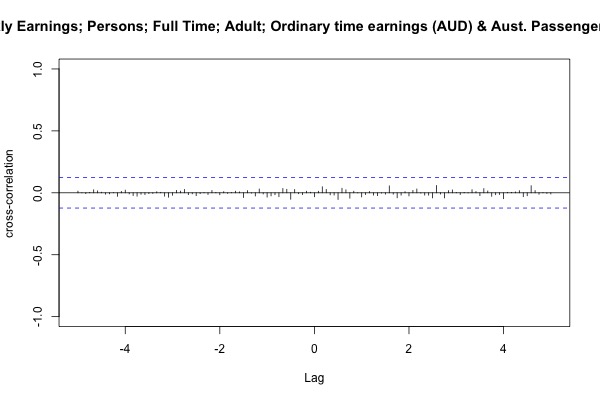 ly Earnings; Persons; Full Time; Adult; Ordinary time earnings (AUD) & Aust. Passenger
1.0
0.5
0.0
-0.5
-1.0
cross-correlation
-4 -2 0 2 4
Lag